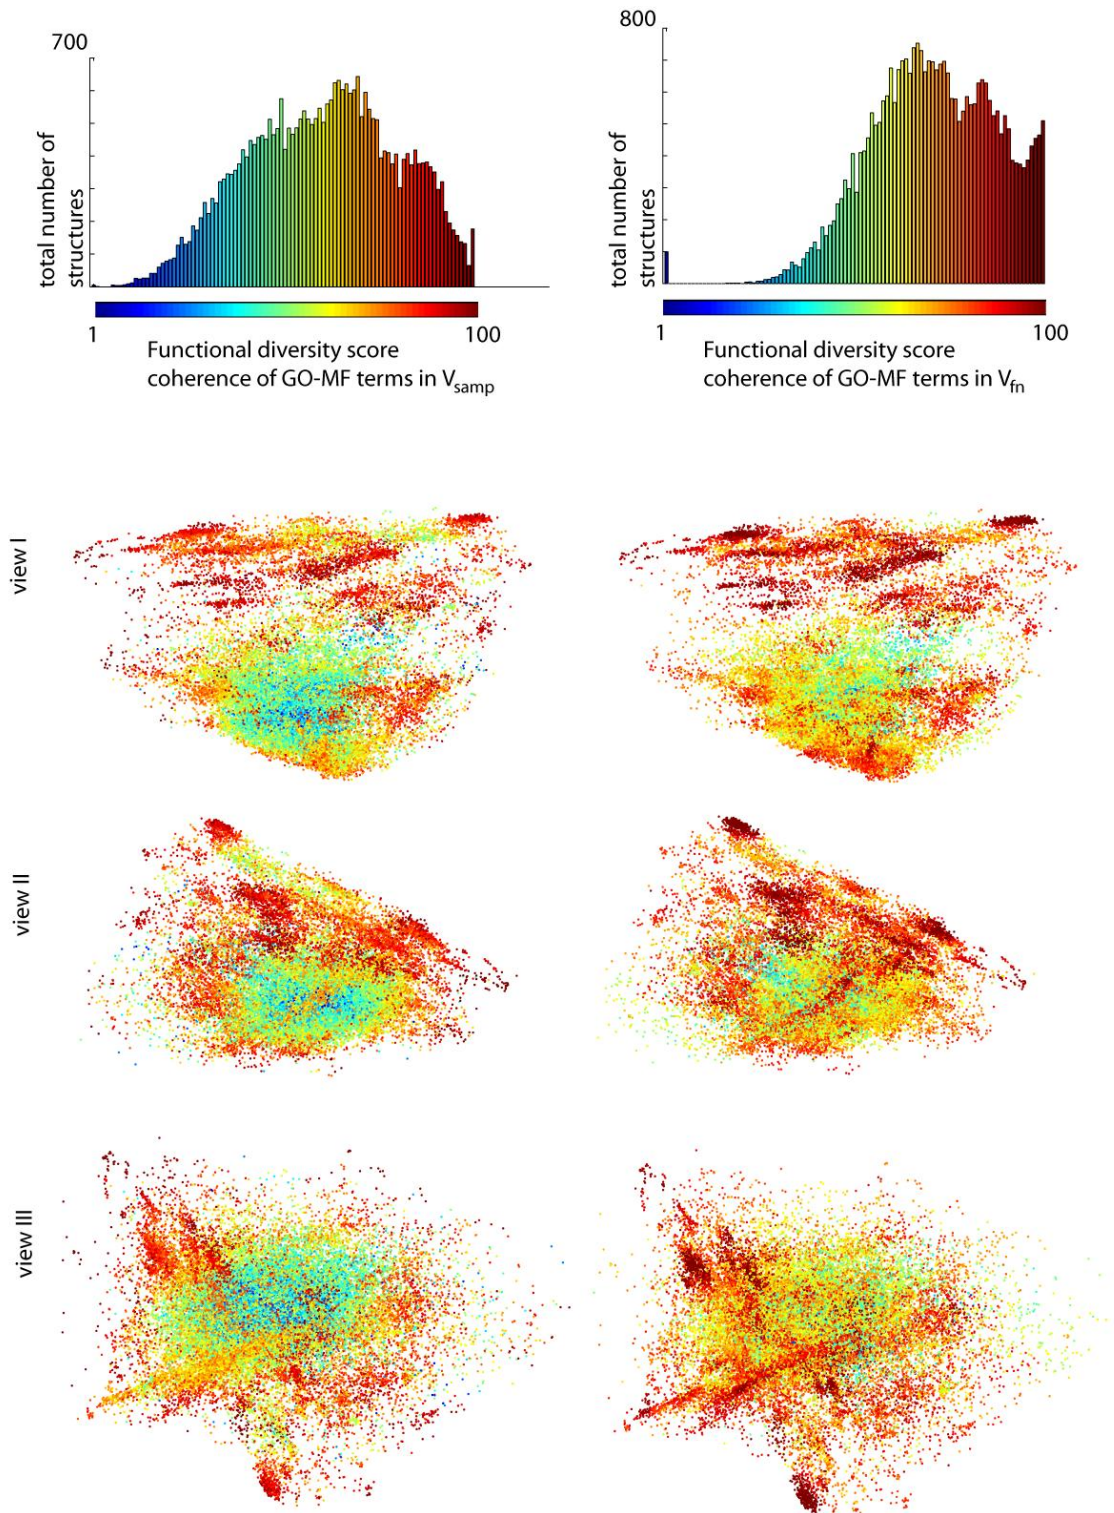 700
total number of
structures
1
100
Functional diversity score
coherence of GO-MF terms in Vsamp
800
total number of
structures
1
100
Functional diversity score
coherence of GO-MF terms in Vfn
view I
view II
view III